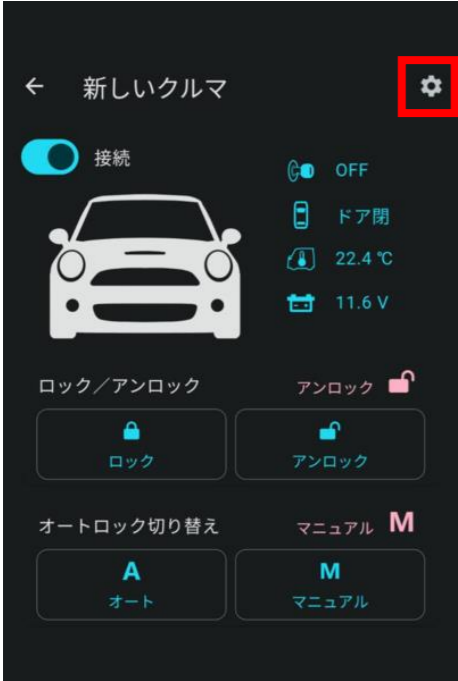 新しいクルマ
接続
OFF
ドア閉
22.4 ℃
11.6 V
ロック／アンロック
アンロック
ロック
アンロック
オートロック切り替え
マニュアル M
A
オート
M
マニュアル